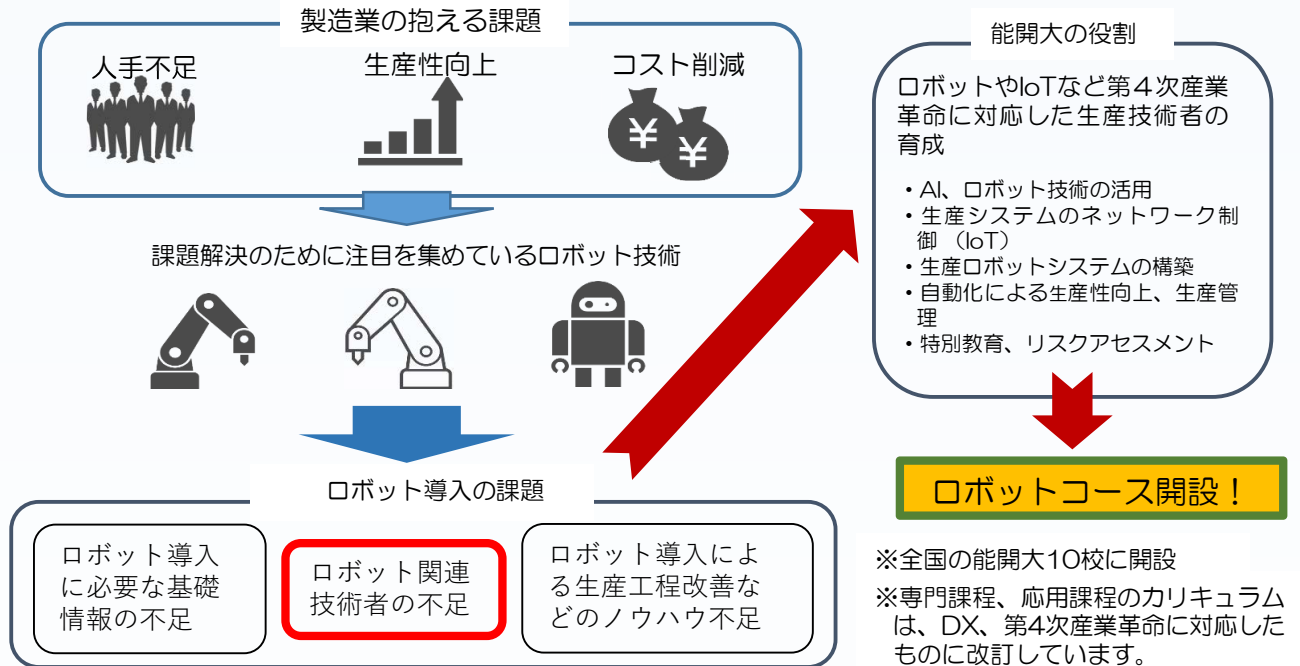 製造業の抱える課題
人手不足
生産性向上
コスト削減
¥
¥
課題解決のために注目を集めているロボット技術
ロボット導入の課題
ロボット導入
に必要な基礎
情報の不足
ロボット関連
技術者の不足
ロボット導入によ
る生産工程改善な
どのノウハウ不足
能開大の役割
ロボットやIoTなど第４次産業
革命に対応した生産技術者の
育成
・AI、ロボット技術の活用
・生産システムのネットワーク制
御 （IoT）
・生産ロボットシステムの構築
・自動化による生産性向上、生産管
理
・特別教育、リスクアセスメント
ロボットコース開設！
※全国の能開大10校に開設
※専門課程、応用課程のカリキュラム
は、DX、第4次産業革命に対応した
ものに改訂しています。